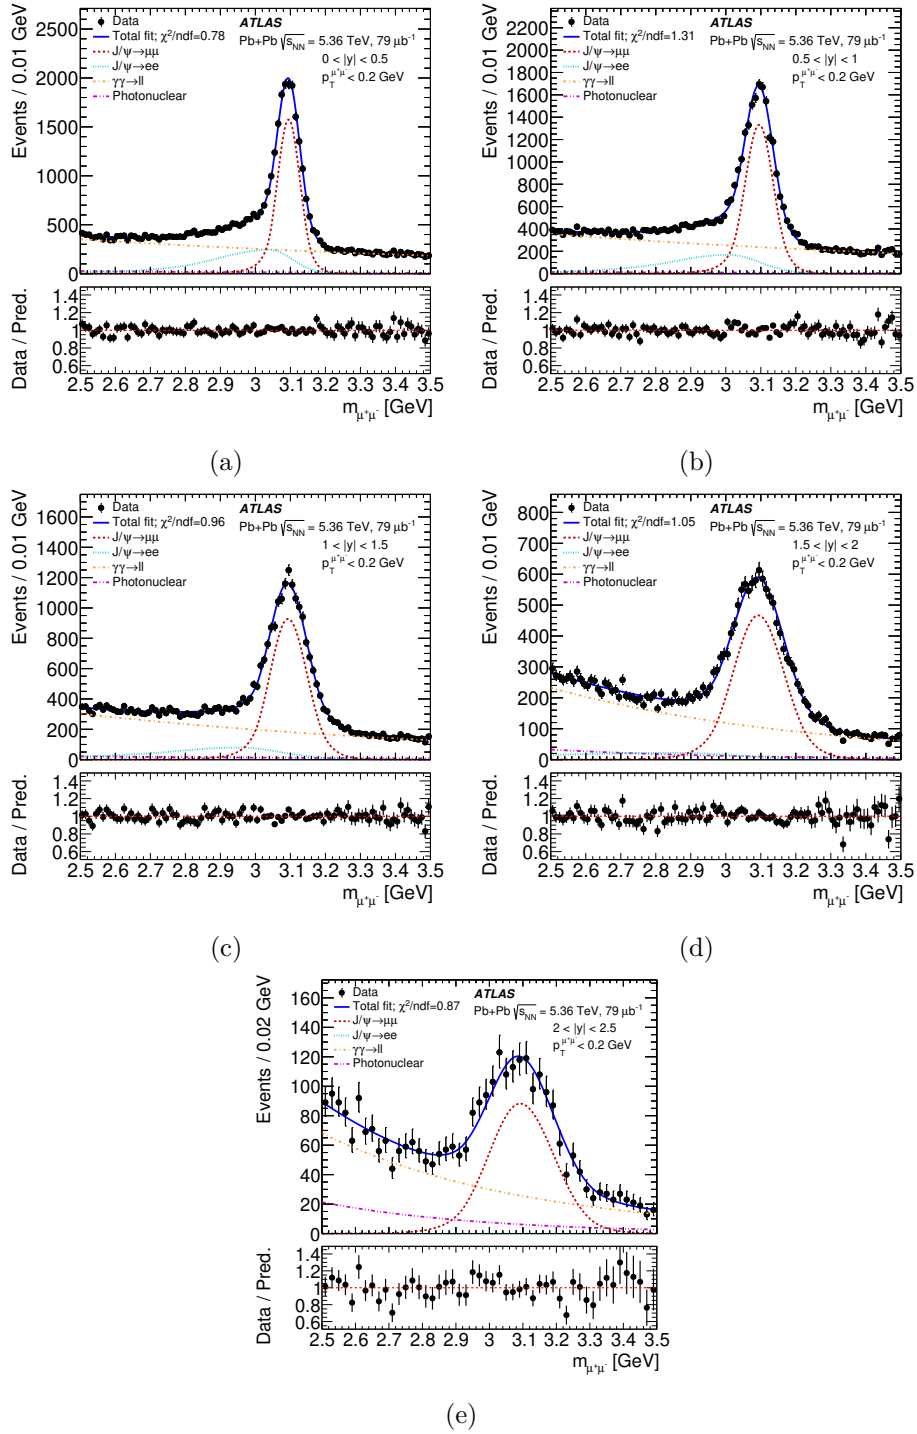 Events / 0.01 GeV
2500
2000
1500
1000
500
0
Data
Total fit; χ²/ndf=0.78
J/ψ→μμ
J/ψ→ee
γγ→ll
Photonuclear
ATLAS
Pb+Pb √s_NN = 5.36 TeV, 79 μb⁻¹
0 < |y| < 0.5
p_T^μ⁺μ⁻ < 0.2 GeV
Data / Pred.
1.4
1.2
1
0.8
0.6
2.5 2.6 2.7 2.8 2.9 3 3.1 3.2 3.3 3.4 3.5
m_μ⁺μ⁻ [GeV]
(a)
Events / 0.01 GeV
2200
2000
1800
1600
1400
1200
1000
800
600
400
200
0
Data
Total fit; χ²/ndf=1.31
J/ψ→μμ
J/ψ→ee
γγ→ll
Photonuclear
ATLAS
Pb+Pb √s_NN = 5.36 TeV, 79 μb⁻¹
0.5 < |y| < 1
p_T^μ⁺μ⁻ < 0.2 GeV
Data / Pred.
1.4
1.2
1
0.8
0.6
2.5 2.6 2.7 2.8 2.9 3 3.1 3.2 3.3 3.4 3.5
m_μ⁺μ⁻ [GeV]
(b)
Events / 0.01 GeV
1600
1400
1200
1000
800
600
400
200
0
Data
Total fit; χ²/ndf=0.96
J/ψ→μμ
J/ψ→ee
γγ→ll
Photonuclear
ATLAS
Pb+Pb √s_NN = 5.36 TeV, 79 μb⁻¹
1 < |y| < 1.5
p_T^μ⁺μ⁻ < 0.2 GeV
Data / Pred.
1.4
1.2
1
0.8
0.6
2.5 2.6 2.7 2.8 2.9 3 3.1 3.2 3.3 3.4 3.5
m_μ⁺μ⁻ [GeV]
(c)
Events / 0.01 GeV
800
700
600
500
400
300
200
100
0
Data
Total fit; χ²/ndf=1.05
J/ψ→μμ
J/ψ→ee
γγ→ll
Photonuclear
ATLAS
Pb+Pb √s_NN = 5.36 TeV, 79 μb⁻¹
1.5 < |y| < 2
p_T^μ⁺μ⁻ < 0.2 GeV
Data / Pred.
1.4
1.2
1
0.8
0.6
2.5 2.6 2.7 2.8 2.9 3 3.1 3.2 3.3 3.4 3.5
m_μ⁺μ⁻ [GeV]
(d)
Events / 0.02 GeV
160
140
120
100
80
60
40
20
0
Data
Total fit; χ²/ndf=0.87
J/ψ→μμ
J/ψ→ee
γγ→ll
Photonuclear
ATLAS
Pb+Pb √s_NN = 5.36 TeV, 79 μb⁻¹
2 < |y| < 2.5
p_T^μ⁺μ⁻ < 0.2 GeV
Data / Pred.
1.4
1.2
1
0.8
0.6
2.5 2.6 2.7 2.8 2.9 3 3.1 3.2 3.3 3.4 3.5
m_μ⁺μ⁻ [GeV]
(e)